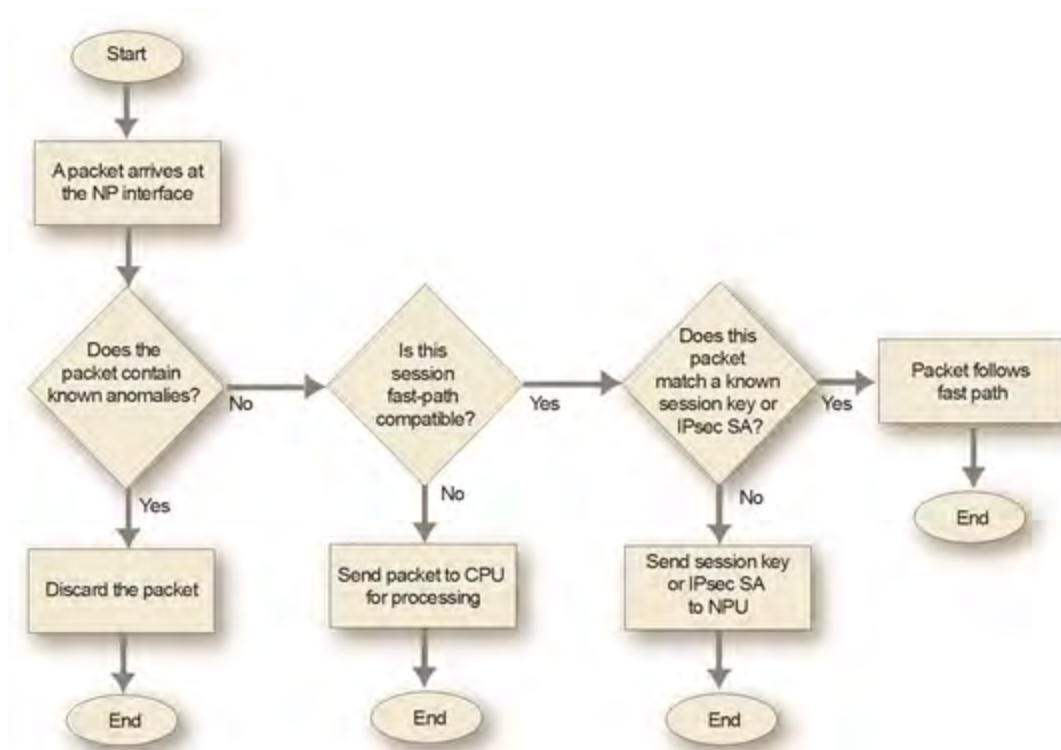 Start
A packet arrives at
the NP interface
Does the
packet contain
known anomalies?
No
Is this
session
fast-path
compatible?
Yes
Does this
packet
match a known
session key or
IPsec SA?
Yes
Packet follows
fast path
End
Yes
Discard the packet
End
No
Send packet to CPU
for processing
End
No
Send session key
or IPsec SA
to NPU
End